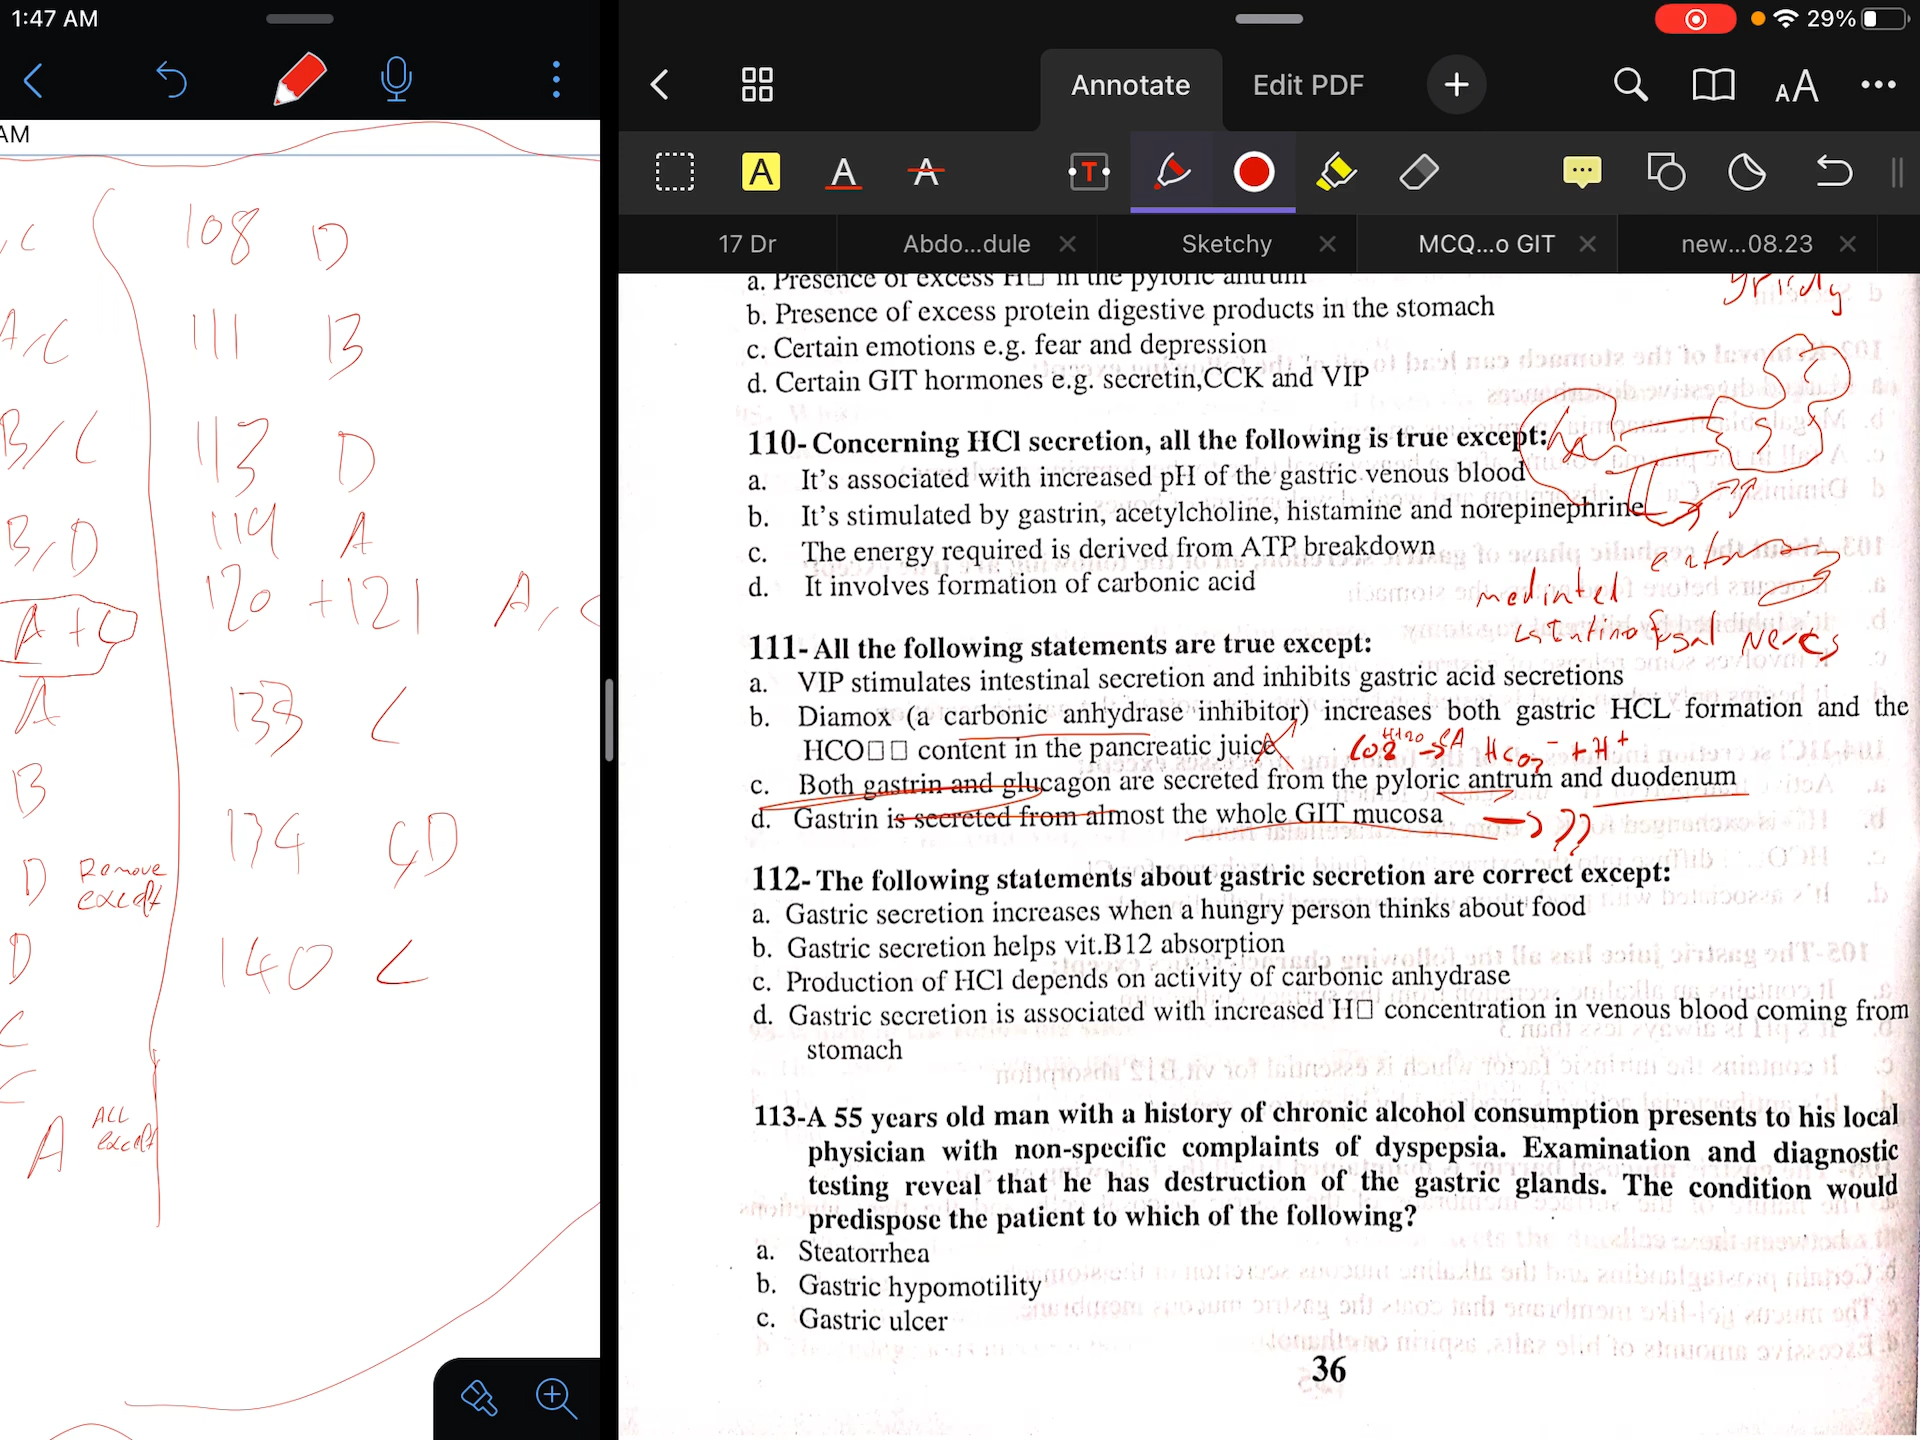 1:47 AM
29%
Annotate
Edit PDF
AA
A
A
A
T
17 Dr
Abdo...dule
Sketchy
MCQ...o GIT
new...08.23
AM
108 D
A/C
111 B
B/C
113 D
B/D
114 A
A+C
120 +121 A,C
A
133 C
B
134 C,D
D Remove except
D
140 C
C
C
A ALL except
a. Presence of excess H□ in the pyloric antrum
b. Presence of excess protein digestive products in the stomach
c. Certain emotions e.g. fear and depression
d. Certain GIT hormones e.g. secretin,CCK and VIP
110- Concerning HCl secretion, all the following is true except:
a. It's associated with increased pH of the gastric venous blood
b. It's stimulated by gastrin, acetylcholine, histamine and norepinephrine
c. The energy required is derived from ATP breakdown
d. It involves formation of carbonic acid
mediated
111- All the following statements are true except:
a. VIP stimulates intestinal secretion and inhibits gastric acid secretions
b. Diamox (a carbonic anhydrase inhibitor) increases both gastric HCL formation and the
HCO□□ content in the pancreatic juice
c. Both gastrin and glucagon are secreted from the pyloric antrum and duodenum
d. Gastrin is secreted from almost the whole GIT mucosa
112- The following statements about gastric secretion are correct except:
a. Gastric secretion increases when a hungry person thinks about food
b. Gastric secretion helps vit.B12 absorption
c. Production of HCl depends on activity of carbonic anhydrase
d. Gastric secretion is associated with increased H□ concentration in venous blood coming from
stomach
113-A 55 years old man with a history of chronic alcohol consumption presents to his local
physician with non-specific complaints of dyspepsia. Examination and diagnostic
testing reveal that he has destruction of the gastric glands. The condition would
predispose the patient to which of the following?
a. Steatorrhea
b. Gastric hypomotility
c. Gastric ulcer
36